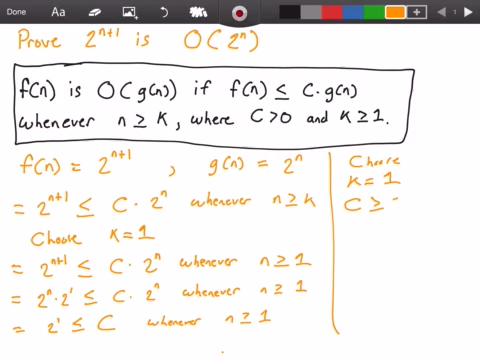 Done Aa 1
Prove 2^{n+1} is O(2^n)
f(n) is O(g(n)) if f(n) ≤ C · g(n)
whenever n ≥ K, where C > 0 and K ≥ 1.
f(n) = 2^{n+1} , g(n) = 2^n
= 2^{n+1} ≤ C · 2^n whenever n ≥ K
Choose K = 1
= 2^{n+1} ≤ C · 2^n whenever n ≥ 1
= 2^n · 2^1 ≤ C · 2^n whenever n ≥ 1
= 2^1 ≤ C whenever n ≥ 1
Choose
K = 1
C ≥